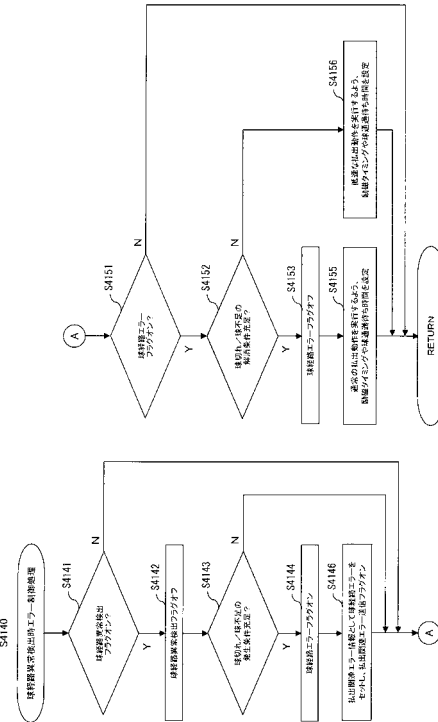 S4140
球経路異常検出時エラー制御処理
S4141
球経路異常検出
フラグオン？
N
Y
S4142
球経路異常検出フラグオフ
S4143
球切れ／球不足の
発生条件充足？
N
Y
S4144
球経路エラーフラグオン
S4146
払出関連エラー情報として球経路エラーを
セットし、払出関連エラー送信フラグオン
A
A
S4151
球経路エラー
フラグオン？
N
Y
S4152
球切れ／球不足の
解消条件充足？
N
Y
S4153
球経路エラーフラグオフ
S4155
通常の払出動作を実行するよう、
励磁タイミングや球通過待ち時間を設定
S4156
低速な払出動作を実行するよう、
励磁タイミングや球通過待ち時間を設定
RETURN